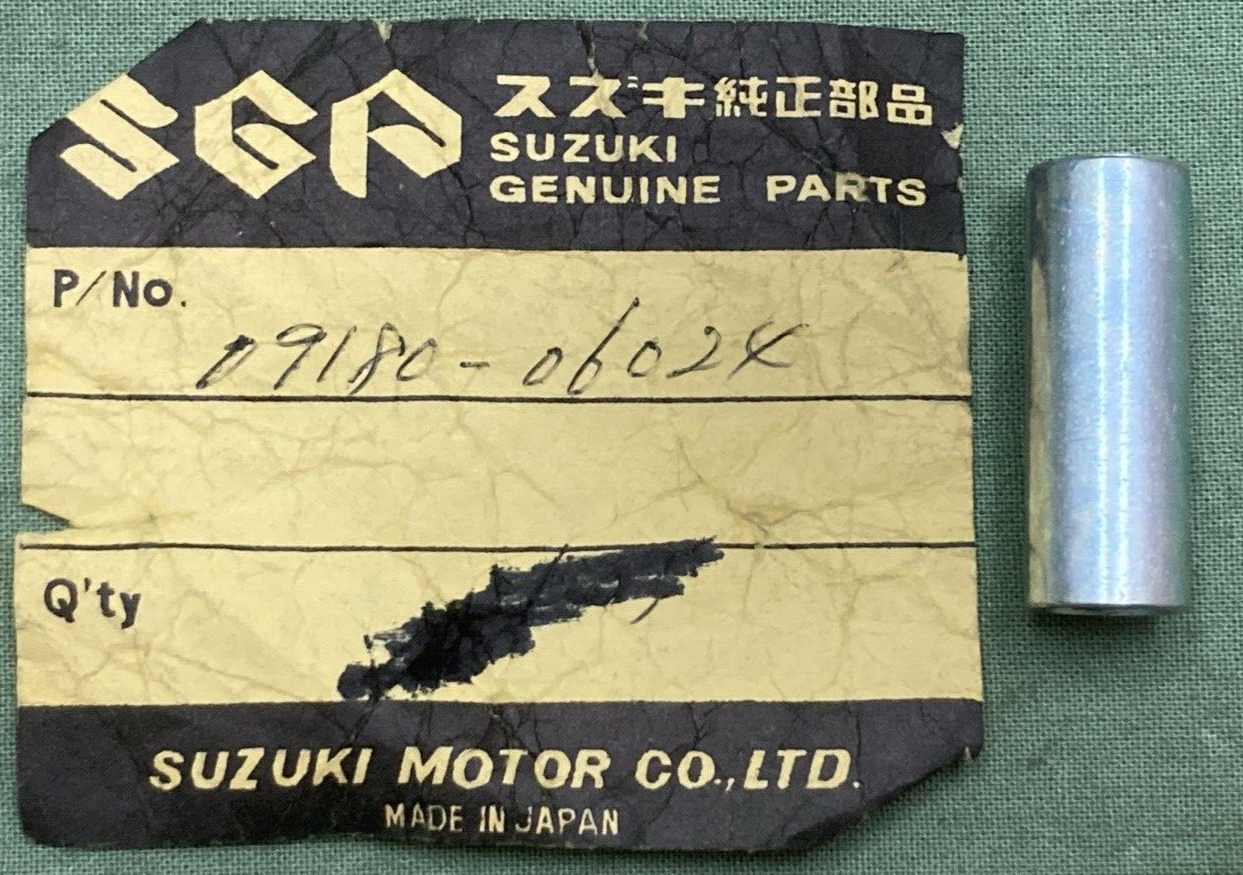 SGP
スズキ純正部品
SUZUKI
GENUINE PARTS
P/No.
09180-06024
Q'ty
SUZUKI MOTOR CO.,LTD.
MADE IN JAPAN